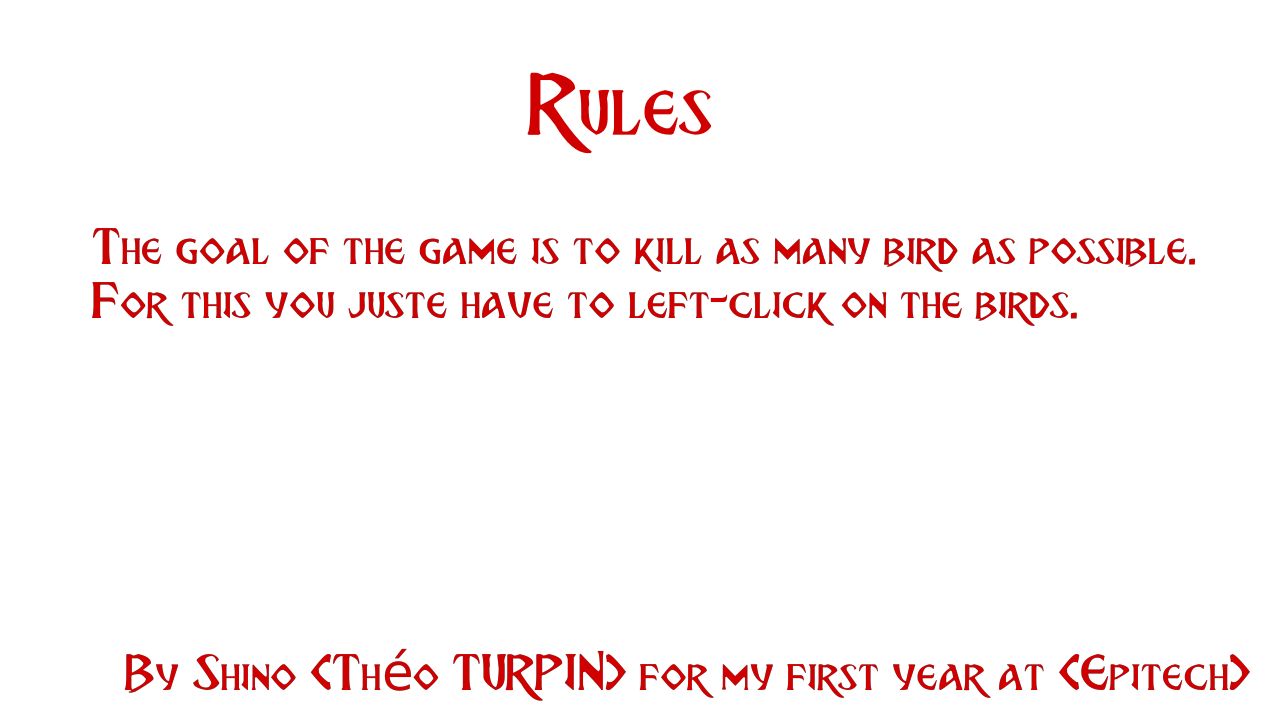 Rules
The goal of the game is to kill as many bird as possible.
For this you juste have to left-click on the birds.
By Shino (Théo TURPIN) for my first year at (Epitech)